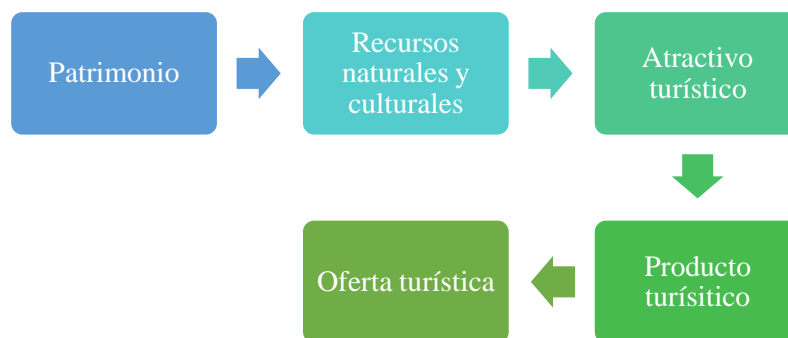 Patrimonio
Recursos
naturales y
culturales
Atractivo
turístico
Producto
turísitico
Oferta turística